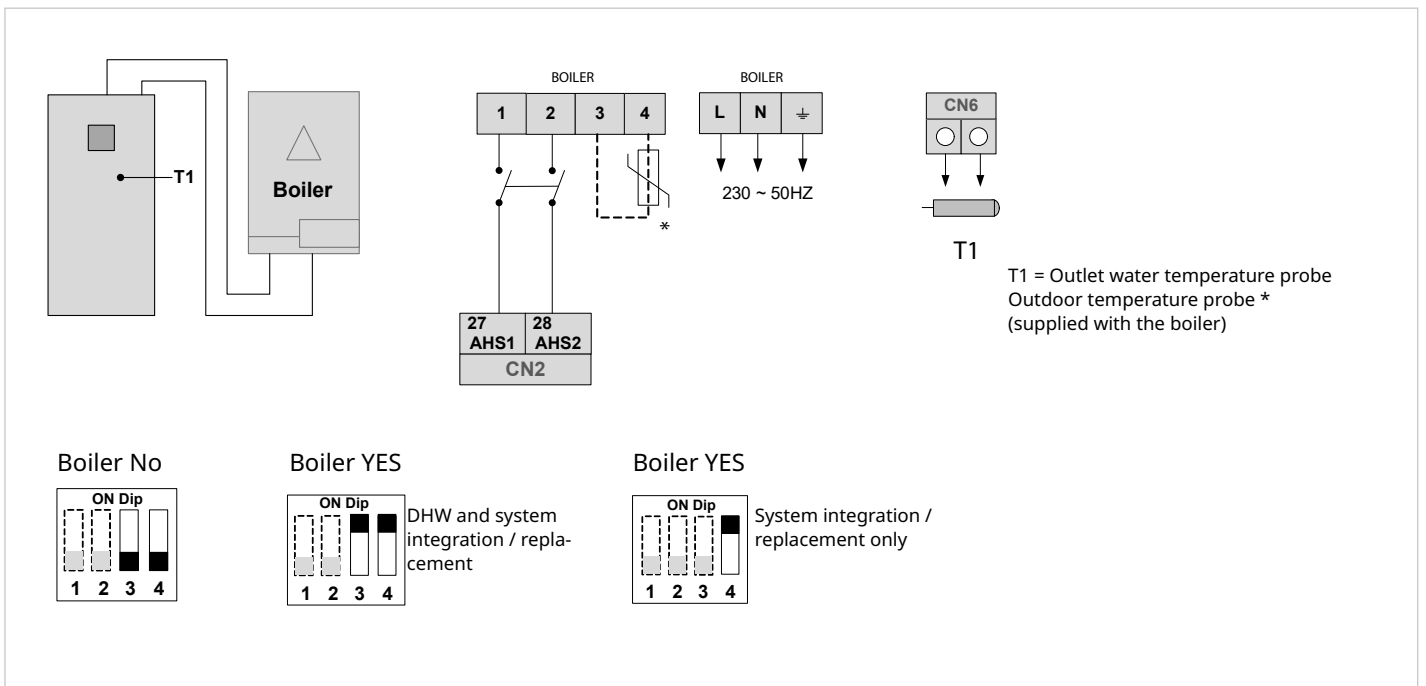 BOILER
1 2 3 4
BOILER
L N
230 ~ 50HZ
CN6
T1
Boiler
T1
27 28
AHS1 AHS2
CN2
*
T1 = Outlet water temperature probe
Outdoor temperature probe *
(supplied with the boiler)
Boiler No
ON Dip
1 2 3 4
Boiler YES
ON Dip
1 2 3 4
DHW and system
integration / repla-
cement
Boiler YES
ON Dip
1 2 3 4
System integration /
replacement only